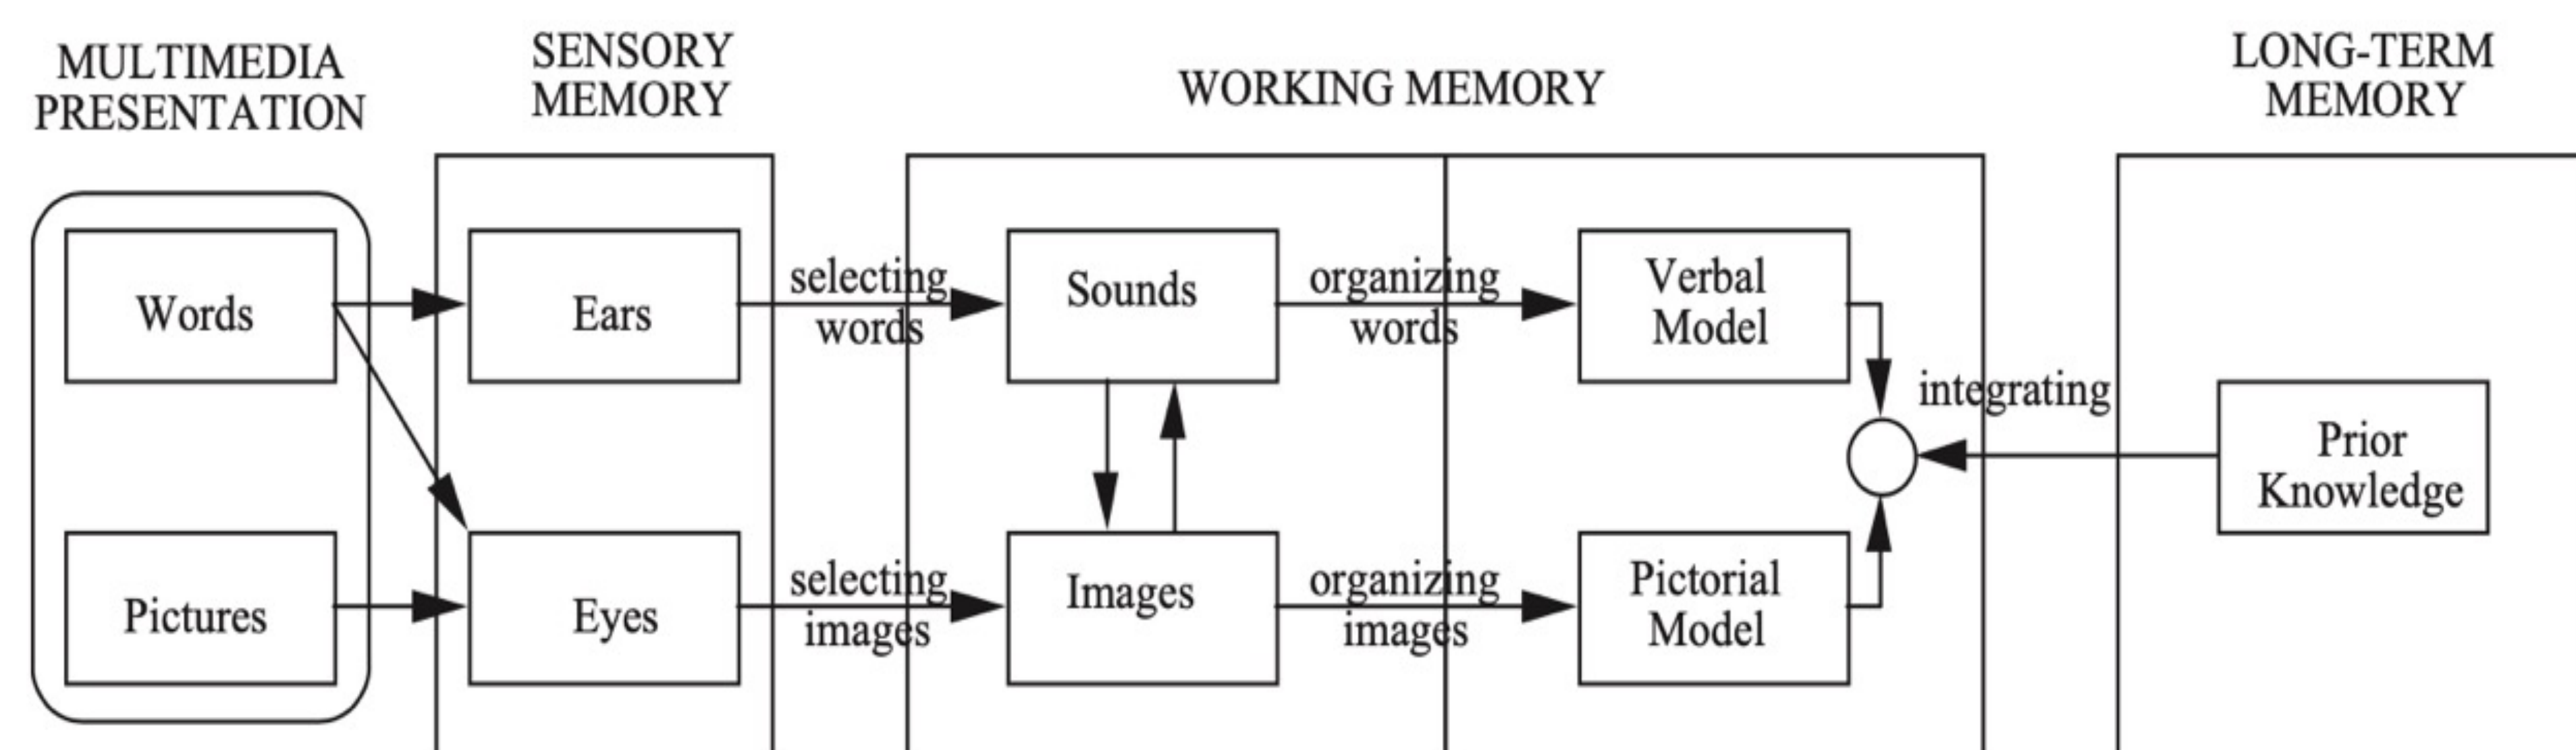 MULTIMEDIA
PRESENTATION
SENSORY
MEMORY
WORKING MEMORY
LONG-TERM
MEMORY
Words
Ears
selecting
words
Sounds
organizing
words
Verbal
Model
integrating
Prior
Knowledge
Pictures
Eyes
selecting
images
Images
organizing
images
Pictorial
Model